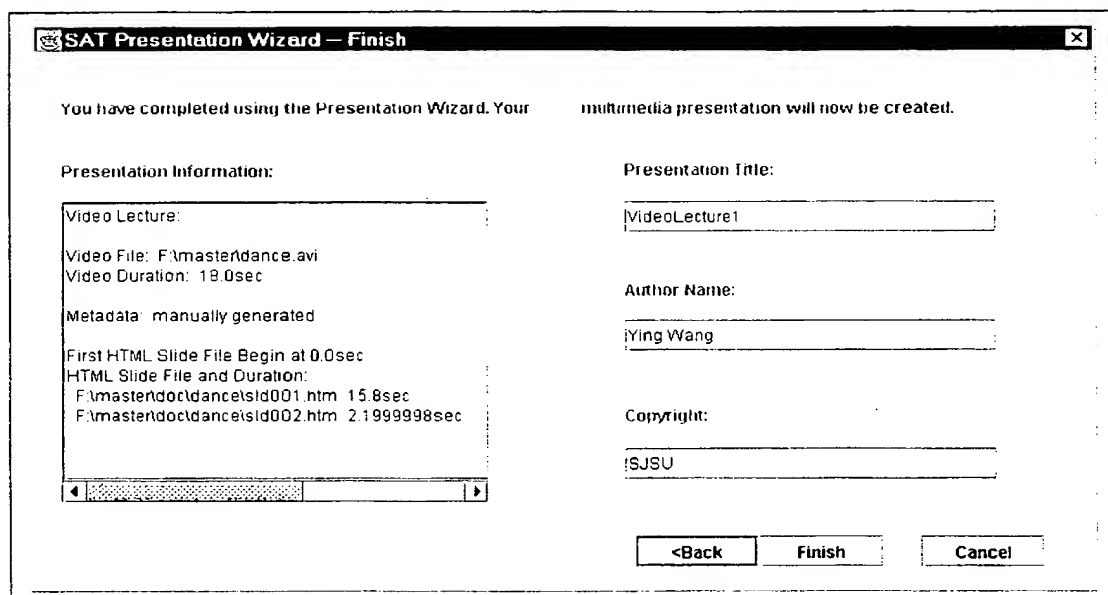 SAT Presentation Wizard — Finish
You have completed using the Presentation Wizard. Your multimedia presentation will now be created.
Presentation Information:
Video Lecture:
Video File: F:\master\dance.avi
Video Duration: 18.0sec
Metadata: manually generated
First HTML Slide File Begin at 0.0sec
HTML Slide File and Duration:
F:\master\doc\dance\sld001.htm 15.8sec
F:\master\doc\dance\sld002.htm 2.1999998sec
Presentation Title:
VideoLecture1
Author Name:
Ying Wang
Copyright:
SJSU
<Back Finish Cancel